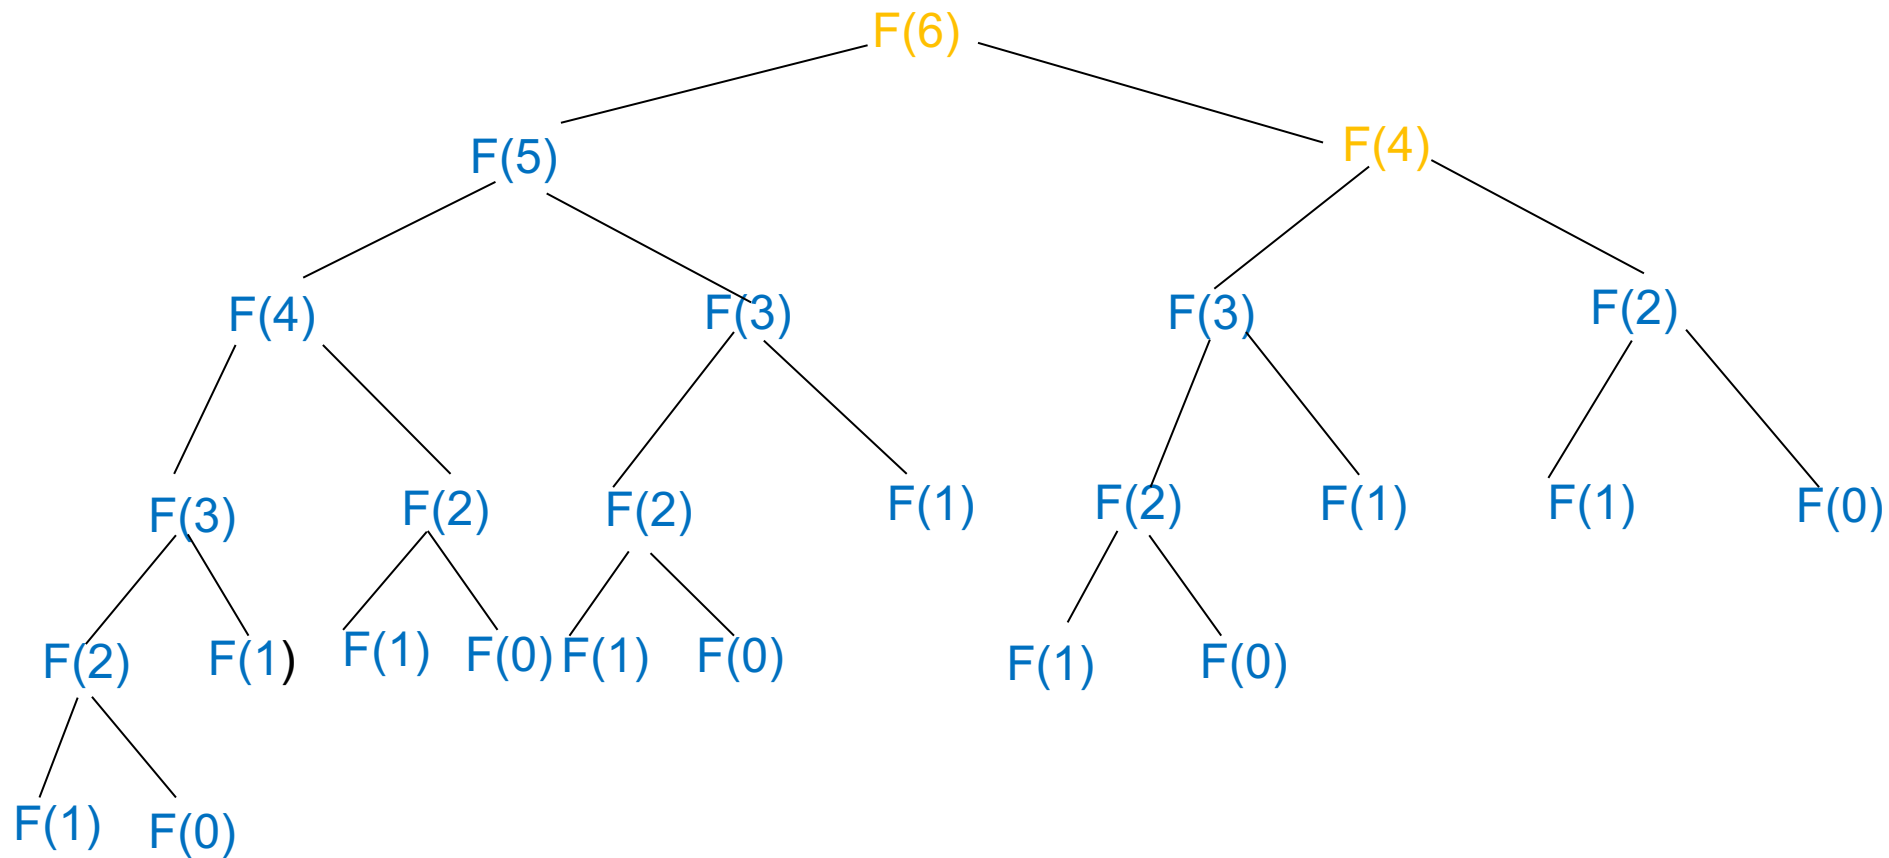 F(6)
F(5) F(4)
F(4) F(3) F(3) F(2)
F(3) F(2) F(2) F(1) F(2) F(1) F(1) F(0)
F(2) F(1) F(1) F(0) F(1) F(0) F(1) F(0)
F(1) F(0)